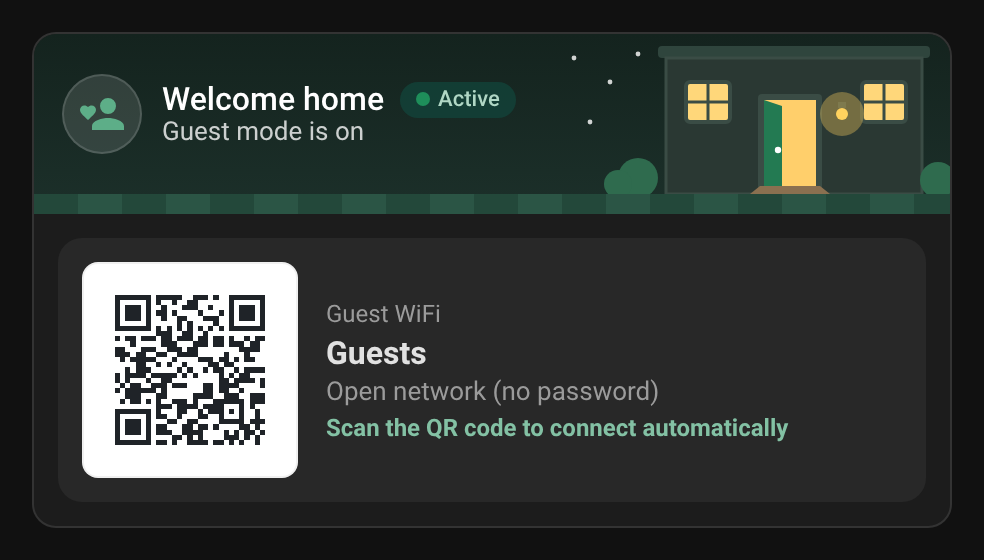 Welcome home
Active
Guest mode is on
Guest WiFi
Guests
Open network (no password)
Scan the QR code to connect automatically